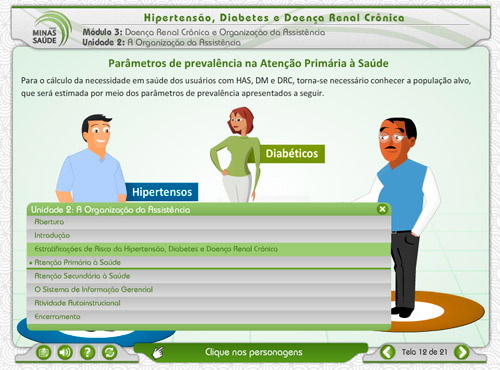 Hipertensão, Diabetes e Doença Renal Crônica
MINAS SAÚDE
Módulo 3: Doença Renal Crônica e Organização da Assistência
Unidade 2: A Organização da Assistência
Parâmetros de prevalência na Atenção Primária à Saúde
Para o cálculo da necessidade em saúde dos usuários com HAS, DM e DRC, torna-se necessário conhecer a população alvo,
que será estimada por meio dos parâmetros de prevalência apresentados a seguir.
Diabéticos
Hipertensos
Unidade 2: A Organização da Assistência
Abertura
Introdução
Estratificações de Risco da Hipertensão, Diabetes e Doença Renal Crônica
Atenção Primária à Saúde
Atenção Secundária à Saúde
O Sistema de Informação Gerencial
Atividade Autoinstrucional
Encerramento
Clique nos personagens
Tela 12 de 21